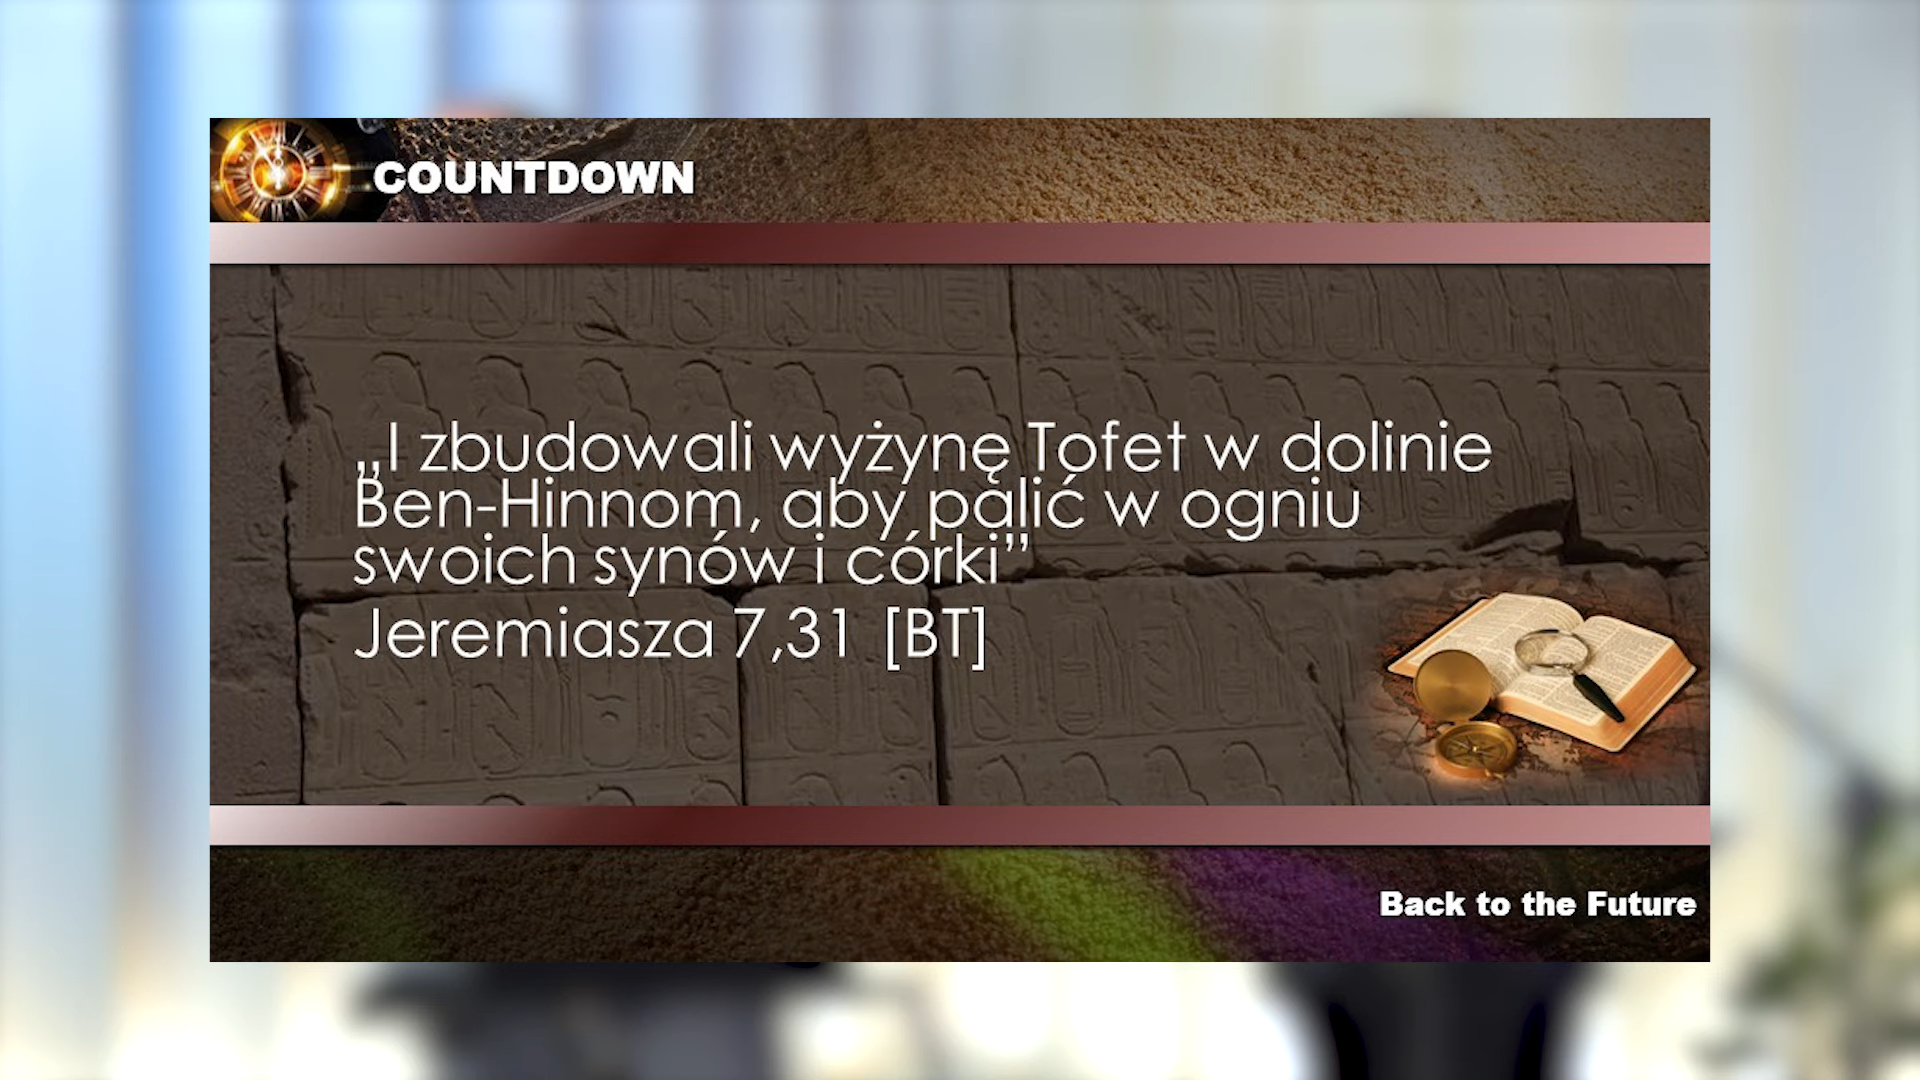 COUNTDOWN
„I zbudowali wyżynę Tofet w dolinie
Ben-Hinnom, aby palić w ogniu
swoich synów i córki”
Jeremiasza 7,31 [BT]
Back to the Future